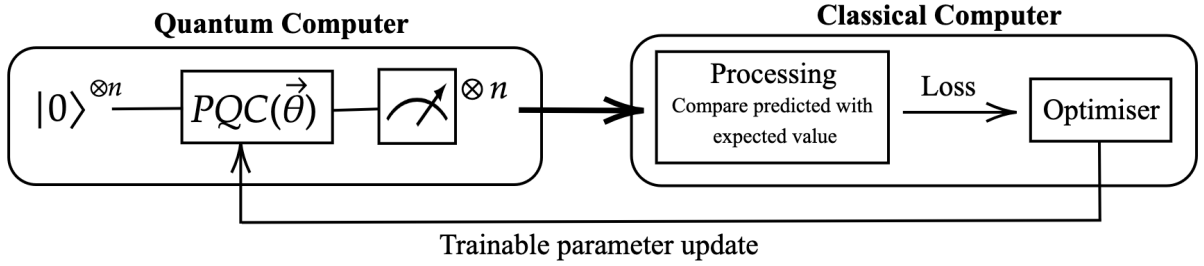 Quantum Computer
Classical Computer
|0⟩^⊗n
PQC(θ⃗)
⊗ n
Processing
Compare predicted with
expected value
Loss
Optimiser
Trainable parameter update